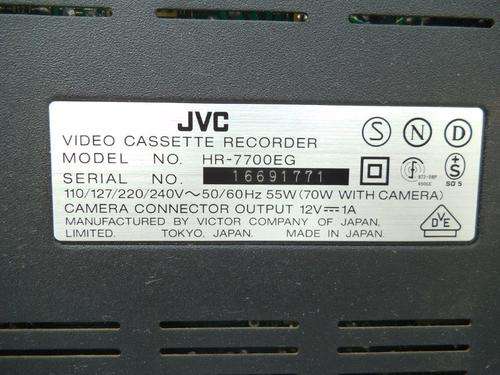 JVC
VIDEO CASSETTE RECORDER
MODEL NO. HR-7700EG
SERIAL NO. 16691771
110/127/220/240V~50/60Hz 55W (70W WITH CAMERA)
CAMERA CONNECTOR OUTPUT 12V⎓1A
MANUFACTURED BY VICTOR COMPANY OF JAPAN,
LIMITED. TOKYO, JAPAN. MADE IN JAPAN.
S N D
+S
DVE